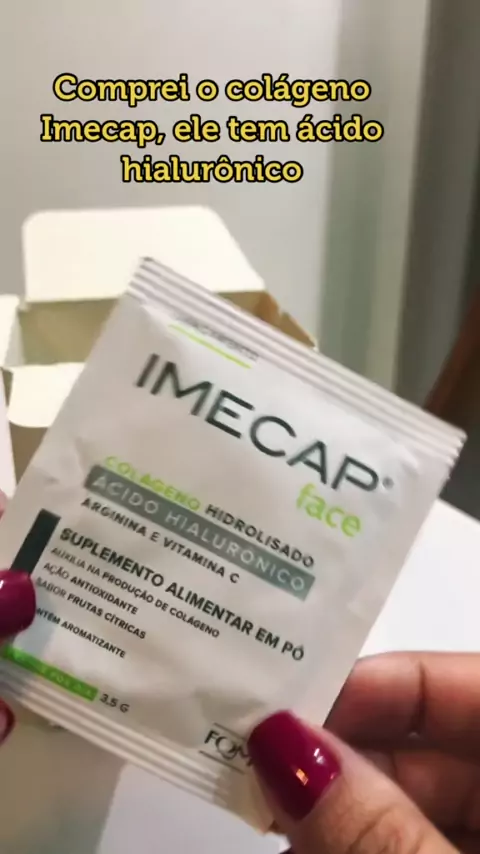 Comprei o colágeno
Imecap, ele tem ácido
hialurônico
IMECAP®
face
COLÁGENO HIDROLISADO
ÁCIDO HIALURÔNICO
ARGININA E VITAMINA C
SUPLEMENTO ALIMENTAR EM PÓ
AUXILIA NA PRODUÇÃO DE COLÁGENO
AÇÃO ANTIOXIDANTE
SABOR FRUTAS CÍTRICAS
CONTÉM AROMATIZANTE
3,5 G